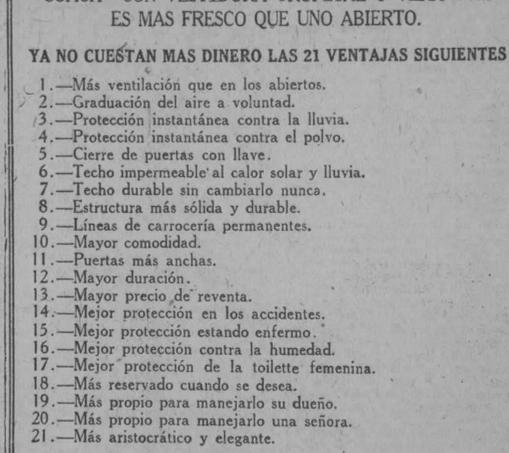 ES MAS FRESCO QUE UNO ABIERTO.
YA NO CUESTAN MAS DINERO LAS 21 VENTAJAS SIGUIENTES
1.—Más ventilación que en los abiertos.
2.—Graduación del aire a voluntad.
3.—Protección instantánea contra la lluvia.
4.—Protección instantánea contra el polvo.
5.—Cierre de puertas con llave.
6.—Techo impermeable al calor solar y lluvia.
7.—Techo durable sin cambiarlo nunca.
8.—Estructura más sólida y durable.
9.—Líneas de carrocería permanentes.
10.—Mayor comodidad.
11.—Puertas más anchas.
12.—Mayor duración.
13.—Mayor precio de reventa.
14.—Mejor protección en los accidentes.
15.—Mejor protección estando enfermo.
16.—Mejor protección contra la humedad.
17.—Mejor protección de la toilette femenina.
18.—Más reservado cuando se desea.
19.—Más propio para manejarlo su dueño.
20.—Más propio para manejarlo una señora.
21.—Más aristocrático y elegante.